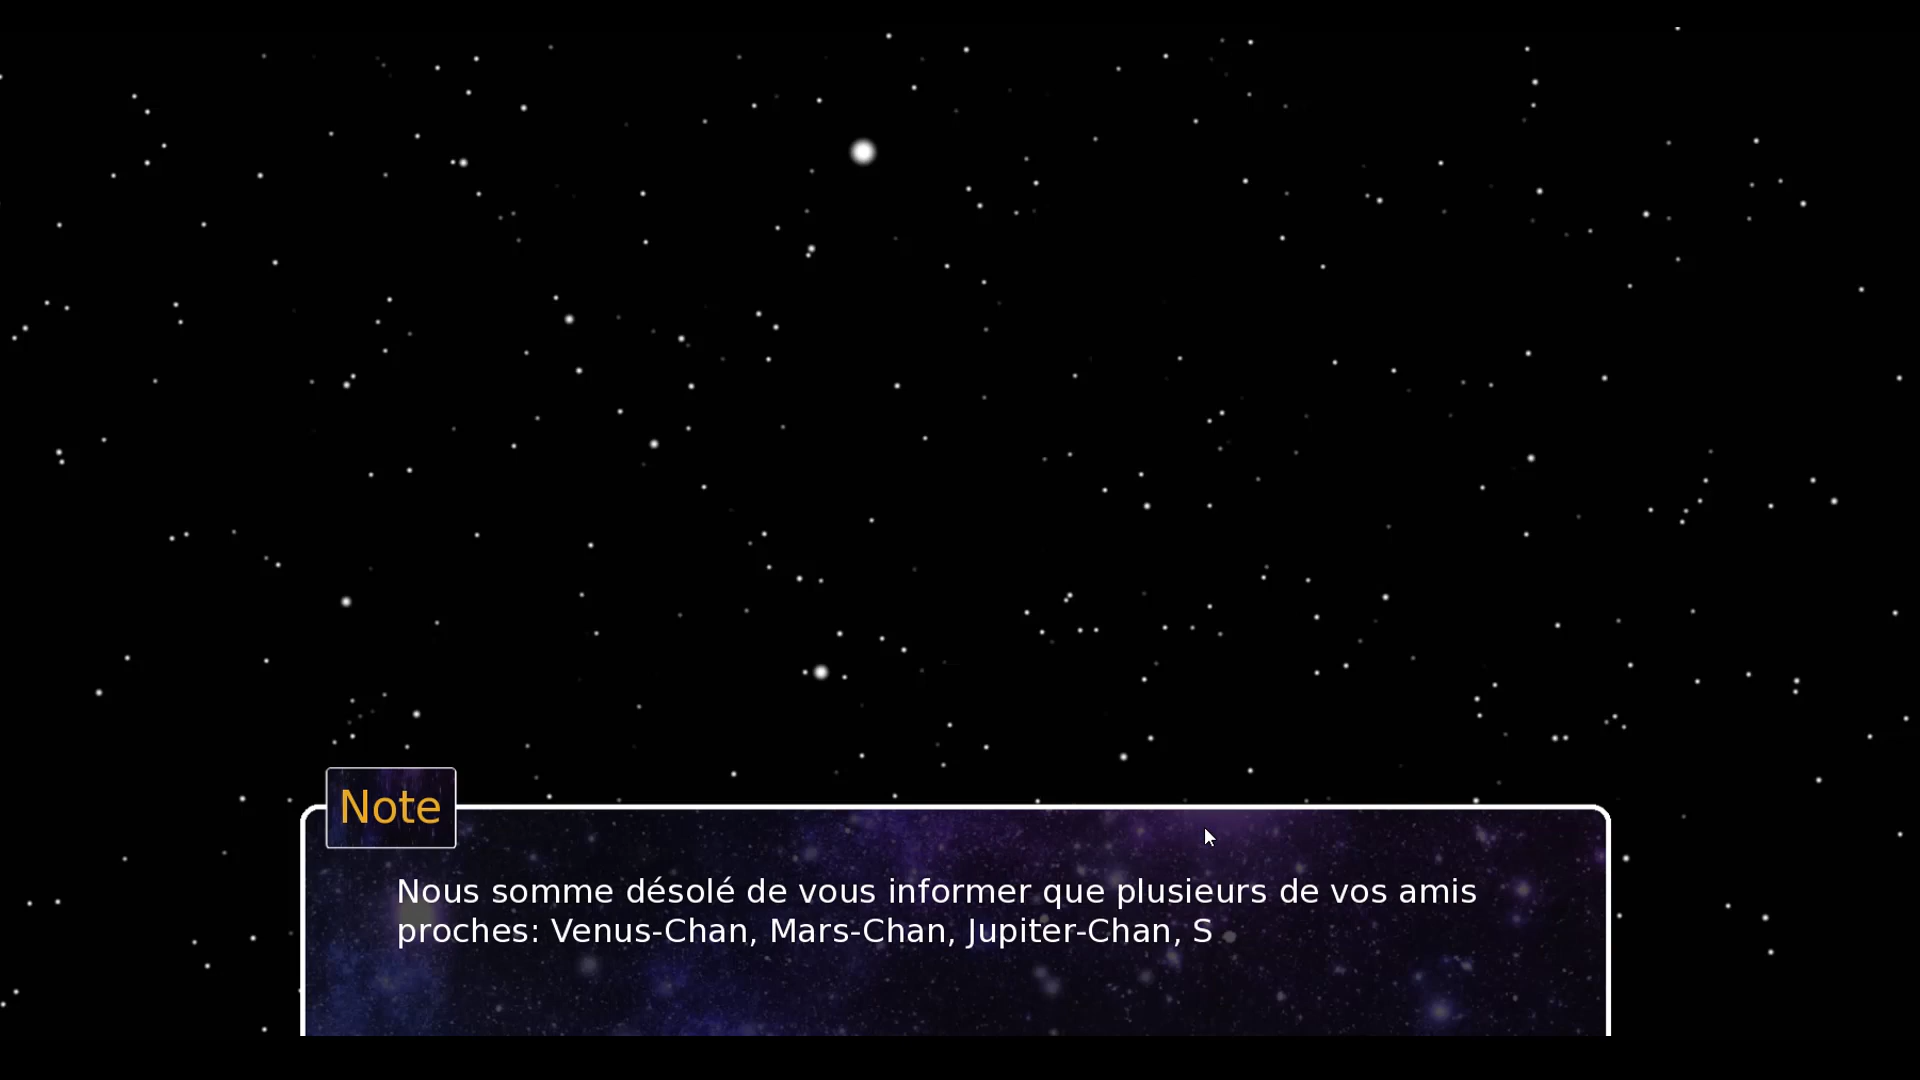 Note
Nous somme désolé de vous informer que plusieurs de vos amis
proches: Venus-Chan, Mars-Chan, Jupiter-Chan, S